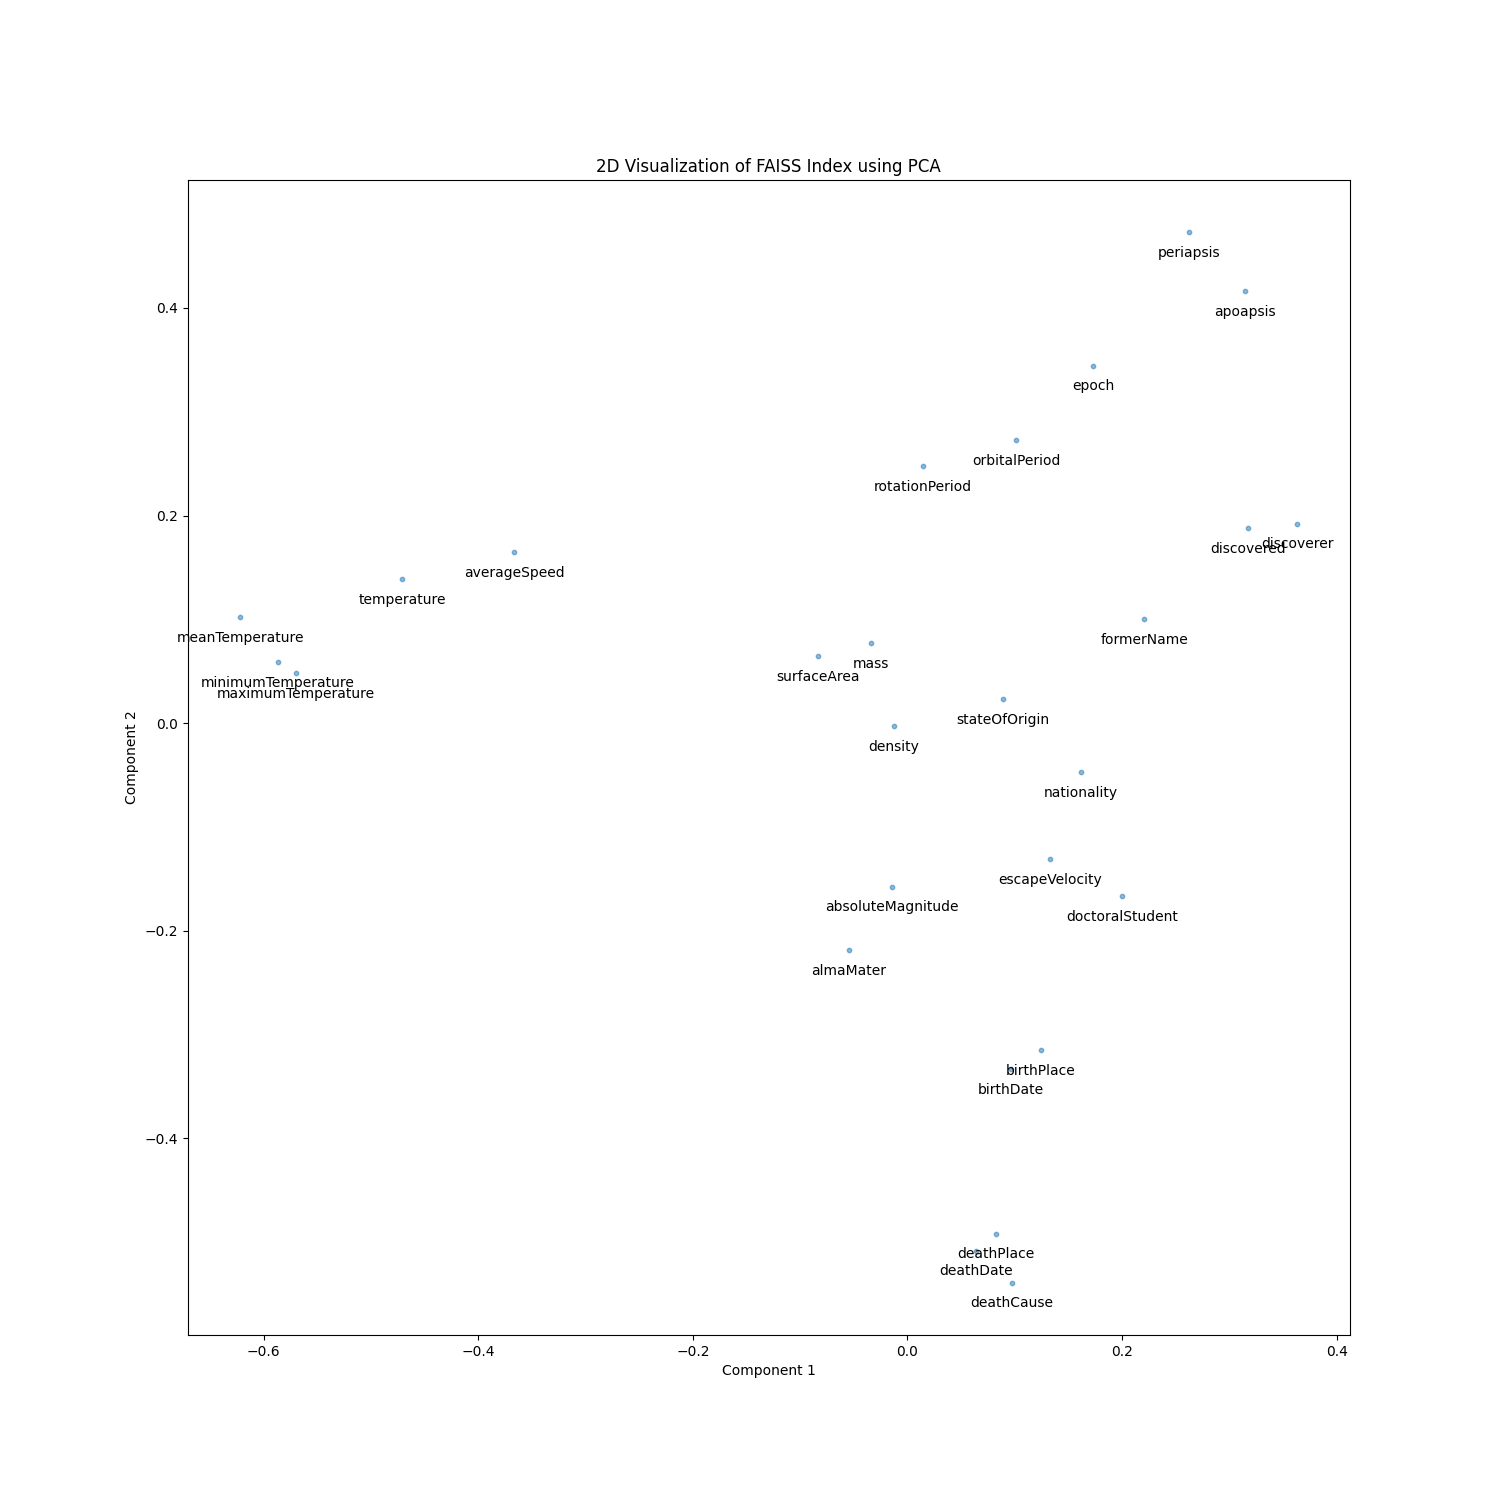 2D Visualization of FAISS Index using PCA
periapsis
0.4
apoapsis
epoch
orbitalPeriod
rotationPeriod
0.2
discoverer
discovered
averageSpeed
temperature
meanTemperature
formerName
mass
surfaceArea
minimumTemperature
maximumTemperature
0.0
stateOfOrigin
density
Component 2
nationality
escapeVelocity
absoluteMagnitude
doctoralStudent
−0.2
almaMater
birthPlace
birthDate
−0.4
deathPlace
deathDate
deathCause
−0.6 −0.4 −0.2 0.0 0.2 0.4
Component 1